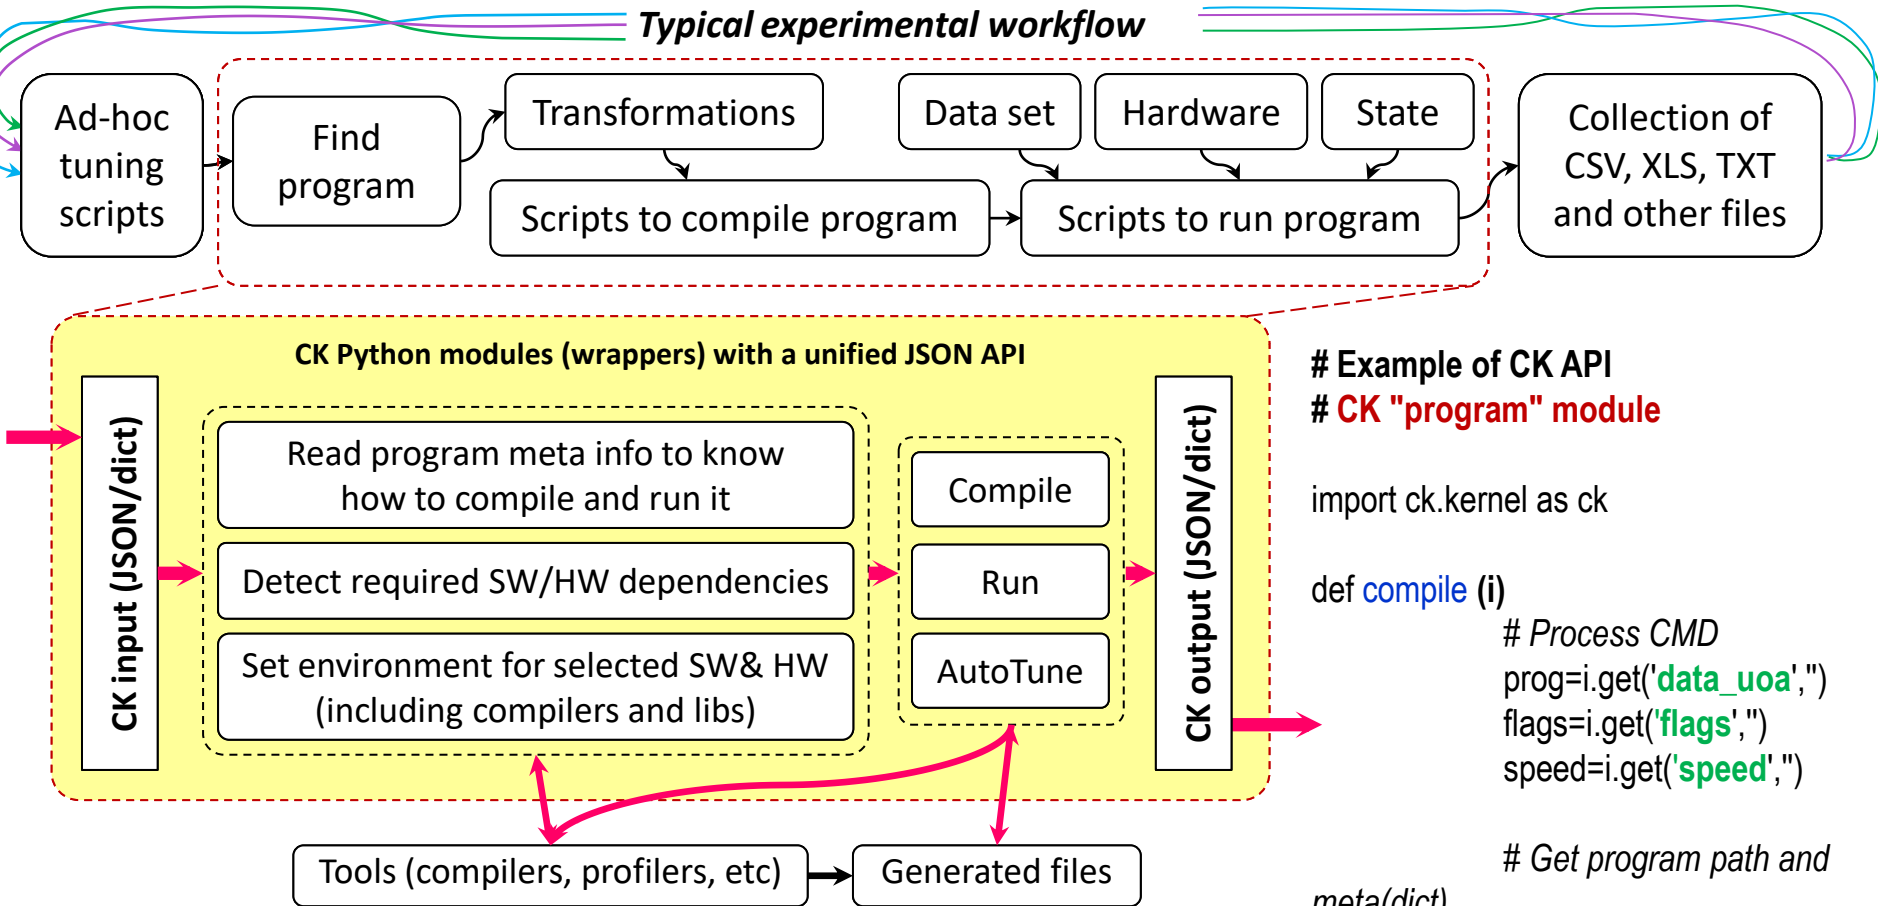 Typical experimental workflow
Ad-hoc
tuning
scripts
Find
program
Transformations
Data set
Hardware
State
Scripts to compile program
Scripts to run program
Collection of
CSV, XLS, TXT
and other files
CK Python modules (wrappers) with a unified JSON API
CK input (JSON/dict)
Read program meta info to know
how to compile and run it
Detect required SW/HW dependencies
Set environment for selected SW& HW
(including compilers and libs)
Compile
Run
AutoTune
CK output (JSON/dict)
Tools (compilers, profilers, etc)
Generated files
# Example of CK API
# CK "program" module
import ck.kernel as ck
def compile (i)
# Process CMD
prog=i.get('data_uoa','')
flags=i.get('flags','')
speed=i.get('speed','')
# Get program path and
meta(dict)